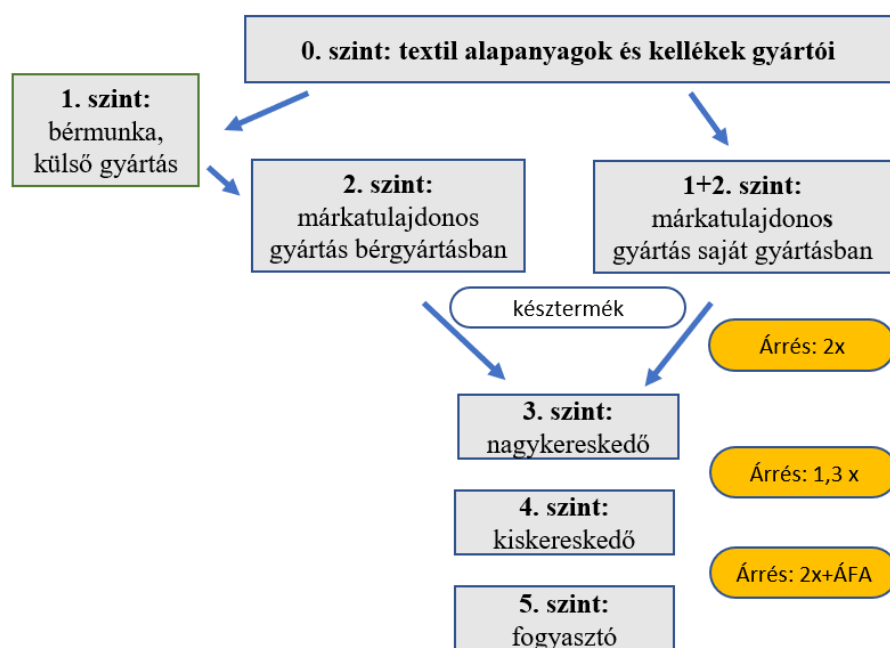 0. szint: textil alapanyagok és kellékek gyártói
1. szint:
bérmunka,
külső gyártás
2. szint:
márkatulajdonos
gyártás bérgyártásban
1+2. szint:
márkatulajdonos
gyártás saját gyártásban
késztermék
Árrés: 2x
3. szint:
nagykereskedő
Árrés: 1,3 x
4. szint:
kiskereskedő
Árrés: 2x+ÁFA
5. szint:
fogyasztó